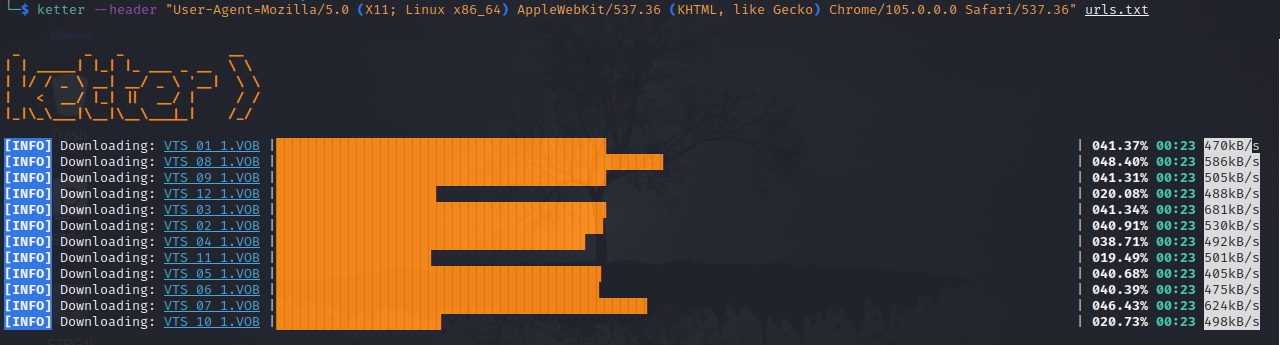 └─$ ketter --header "User-Agent=Mozilla/5.0 (X11; Linux x86_64) AppleWebKit/537.36 (KHTML, like Gecko) Chrome/105.0.0.0 Safari/537.36" urls.txt
ketter )
Trash
[INFO] Downloading: VTS_01_1.VOB | | 041.37% 00:23 470kB/s
[INFO] Downloading: VTS_08_1.VOB | | 048.40% 00:23 586kB/s
[INFO] Downloading: VTS_09_1.VOB | | 041.31% 00:23 505kB/s
[INFO] Downloading: VTS_12_1.VOB | | 020.08% 00:23 488kB/s
[INFO] Downloading: VTS_03_1.VOB | | 041.34% 00:23 681kB/s
[INFO] Downloading: VTS_02_1.VOB | | 040.91% 00:23 530kB/s
[INFO] Downloading: VTS_04_1.VOB | | 038.71% 00:23 492kB/s
[INFO] Downloading: VTS_11_1.VOB | | 019.49% 00:23 501kB/s
[INFO] Downloading: VTS_05_1.VOB | | 040.68% 00:23 405kB/s
[INFO] Downloading: VTS_06_1.VOB | | 040.39% 00:23 475kB/s
[INFO] Downloading: VTS_07_1.VOB | | 046.43% 00:23 624kB/s
[INFO] Downloading: VTS_10_1.VOB | | 020.73% 00:23 498kB/s